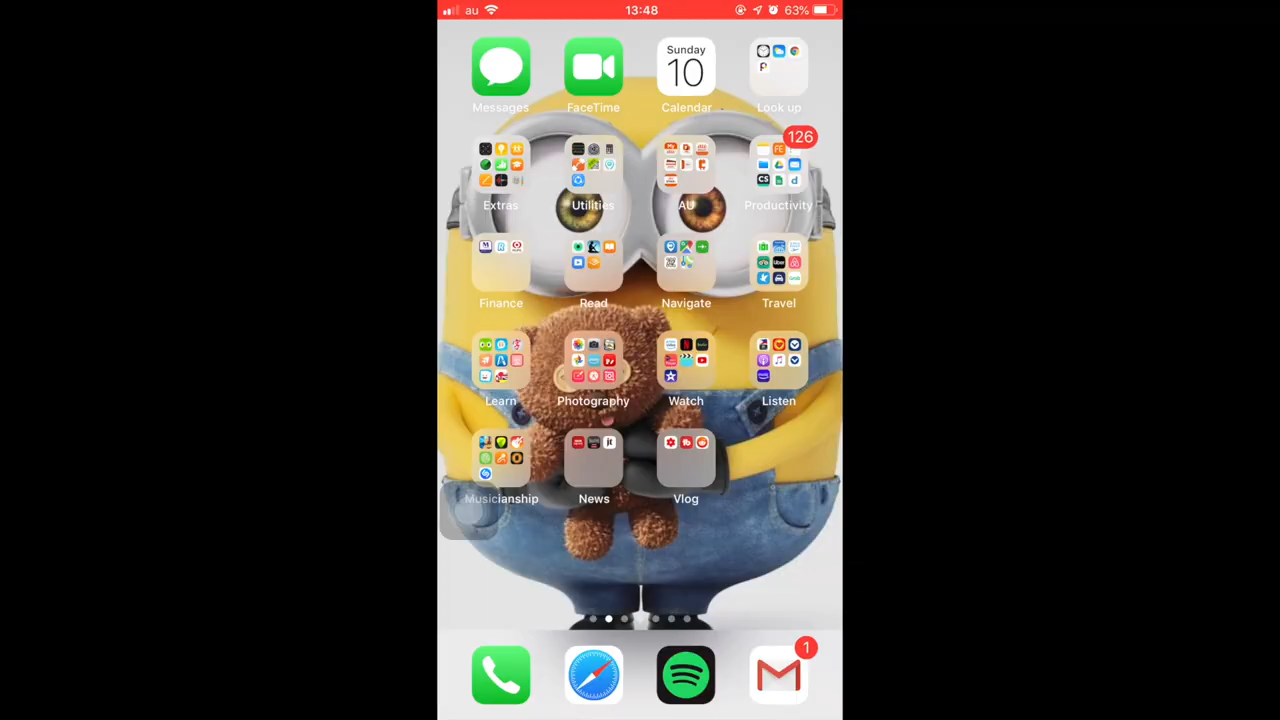 au 13:48 63%
Sunday
10
Messages FaceTime Calendar Look up
126
Extras Utilities AU Productivity
Finance Read Navigate Travel
Learn Photography Watch Listen
Musicianship News Vlog
1